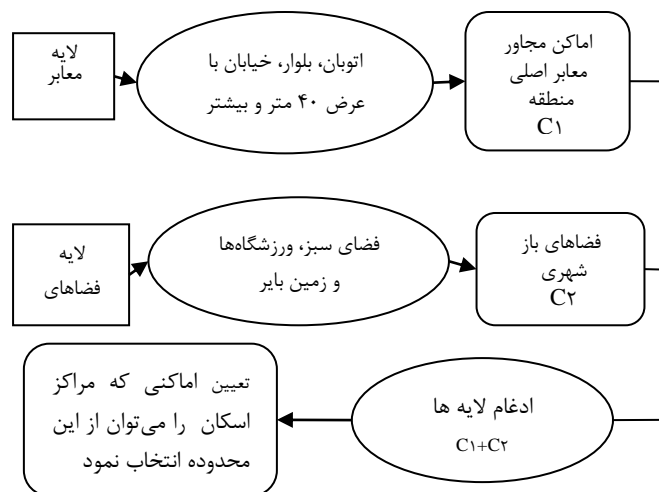 لایه
معابر
اتوبان، بلوار، خیابان با
عرض ۴۰ متر و بیشتر
اماکن مجاور
معابر اصلی
منطقه
C۱
لایه
فضاهای
فضای سبز، ورزشگاه‌ها
و زمین بایر
فضاهای باز
شهری
C۲
ادغام لایه ها
C۱+C۲
تعیین اماکنی که مراکز
اسکان را می‌توان از این
محدوده انتخاب نمود